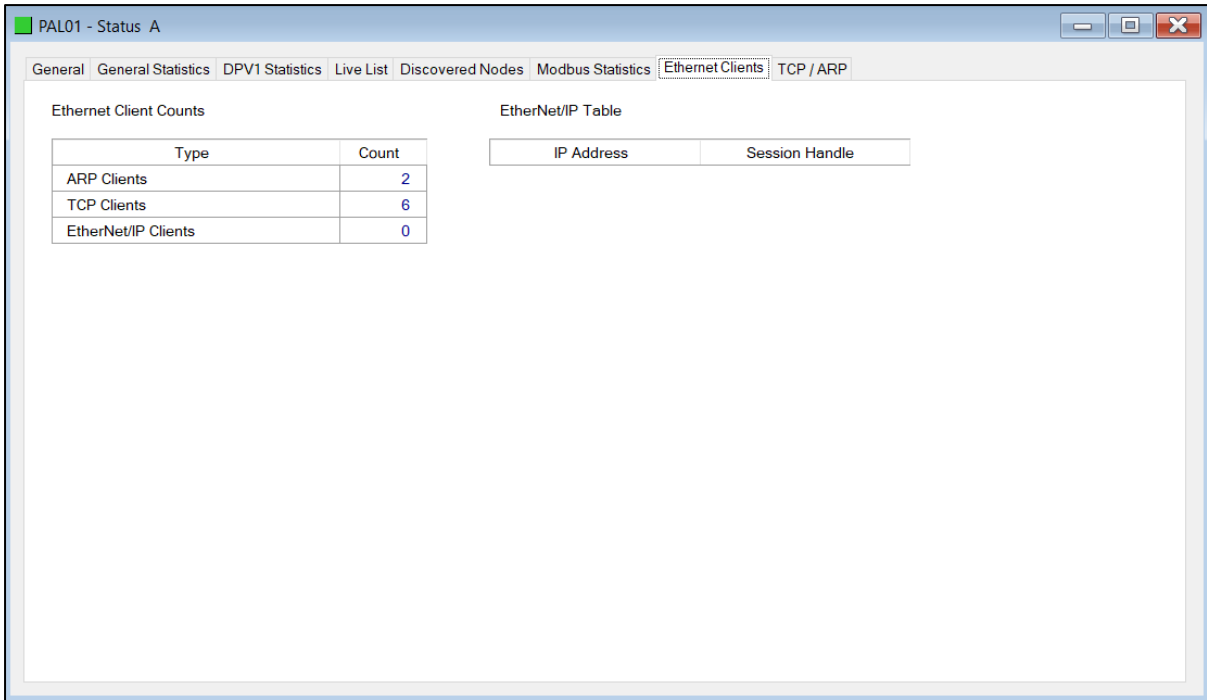 PAL01 - Status A
General General Statistics DPV1 Statistics Live List Discovered Nodes Modbus Statistics Ethernet Clients TCP / ARP
Ethernet Client Counts EtherNet/IP Table
Type Count IP Address Session Handle
ARP Clients 2
TCP Clients 6
EtherNet/IP Clients 0